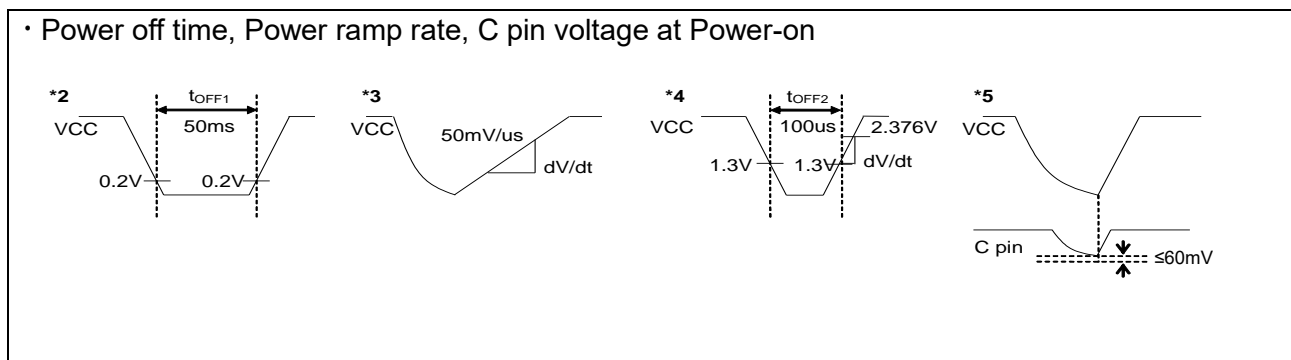 · Power off time, Power ramp rate, C pin voltage at Power-on
*2
tOFF1
VCC
50ms
0.2V
0.2V
*3
VCC
50mV/us
dV/dt
*4
tOFF2
VCC
100us
2.376V
1.3V
1.3V
dV/dt
*5
VCC
C pin
≤60mV